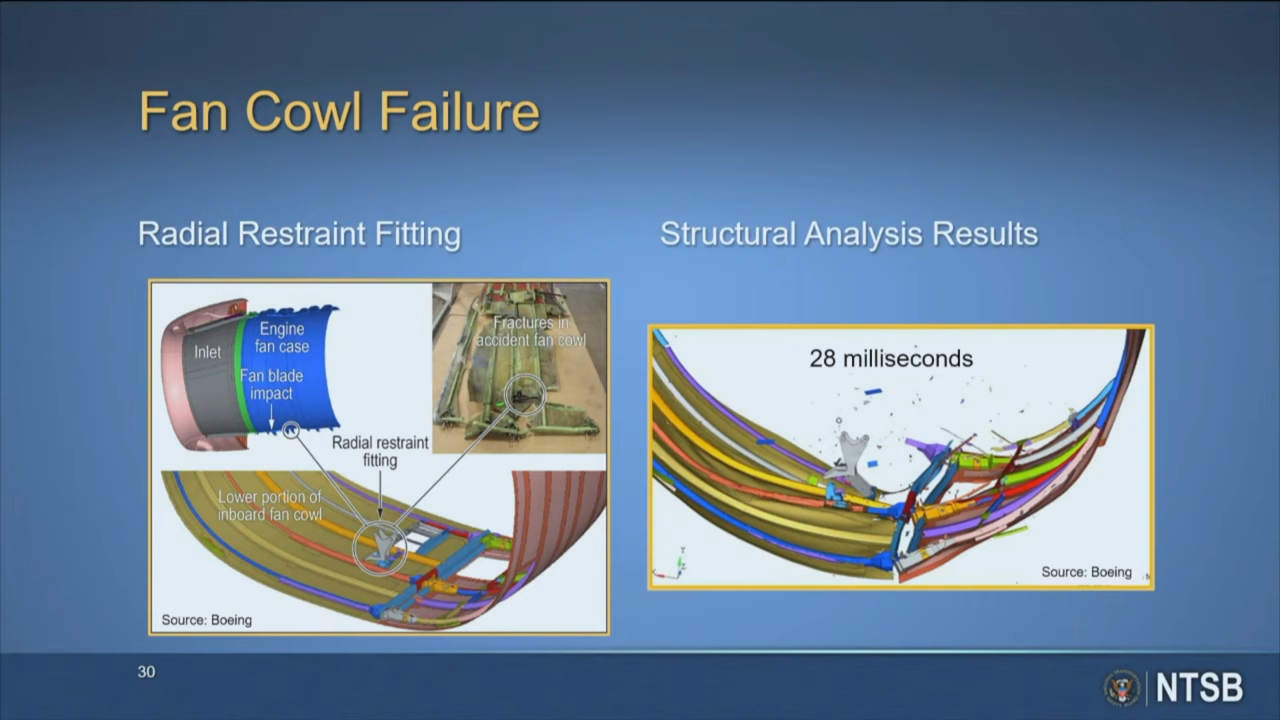 Fan Cowl Failure
Radial Restraint Fitting
Structural Analysis Results
Inlet
Engine
fan case
Fan blade
impact
Fractures in
accident fan cowl
Radial restraint
fitting
Lower portion of
inboard fan cowl
Source: Boeing
28 milliseconds
Source: Boeing
30
NTSB